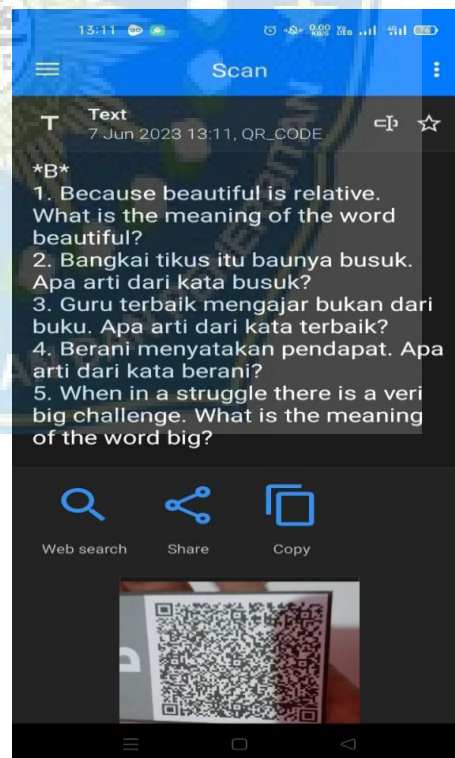 13:11
0.00 KB/S
76
Scan
T Text
7 Jun 2023 13:11, QR_CODE
*B*
1. Because beautiful is relative.
What is the meaning of the word
beautiful?
2. Bangkai tikus itu baunya busuk.
Apa arti dari kata busuk?
3. Guru terbaik mengajar bukan dari
buku. Apa arti dari kata terbaik?
4. Berani menyatakan pendapat. Apa
arti dari kata berani?
5. When in a struggle there is a veri
big challenge. What is the meaning
of the word big?
Web search Share Copy